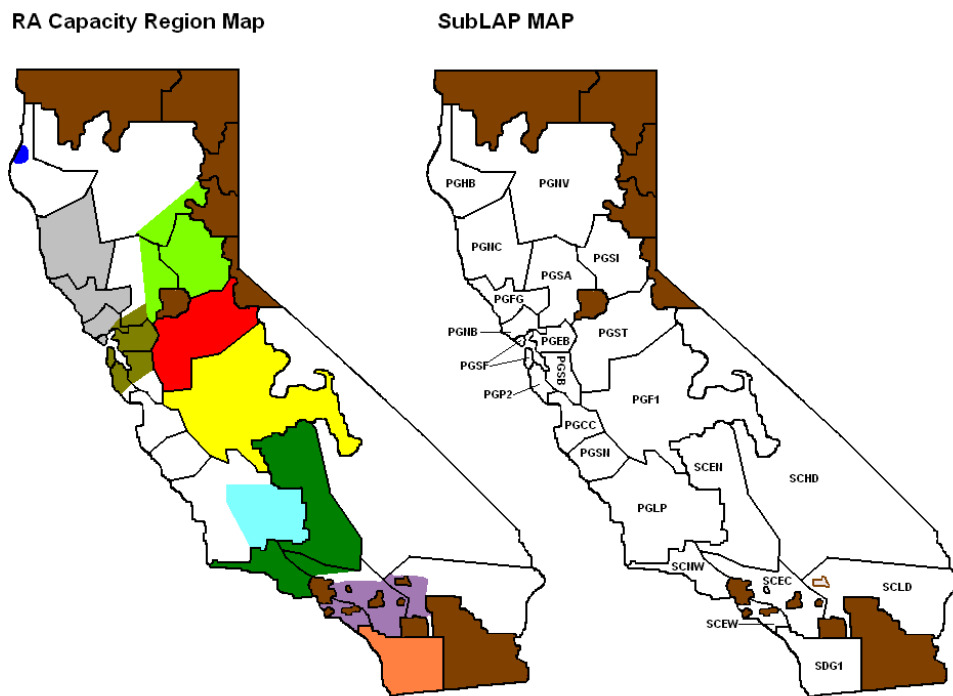 RA Capacity Region Map
SubLAP MAP
PGHB
PGNV
PGNC
PGSI
PGSA
PGFG
PGNB
PGEB
PGST
PGSF
PGSB
PGP2
PGF1
PGCC
PGSN
SCEN
SCHD
PGLP
SCNW
SCEC
SCLD
SCEW
SDG1